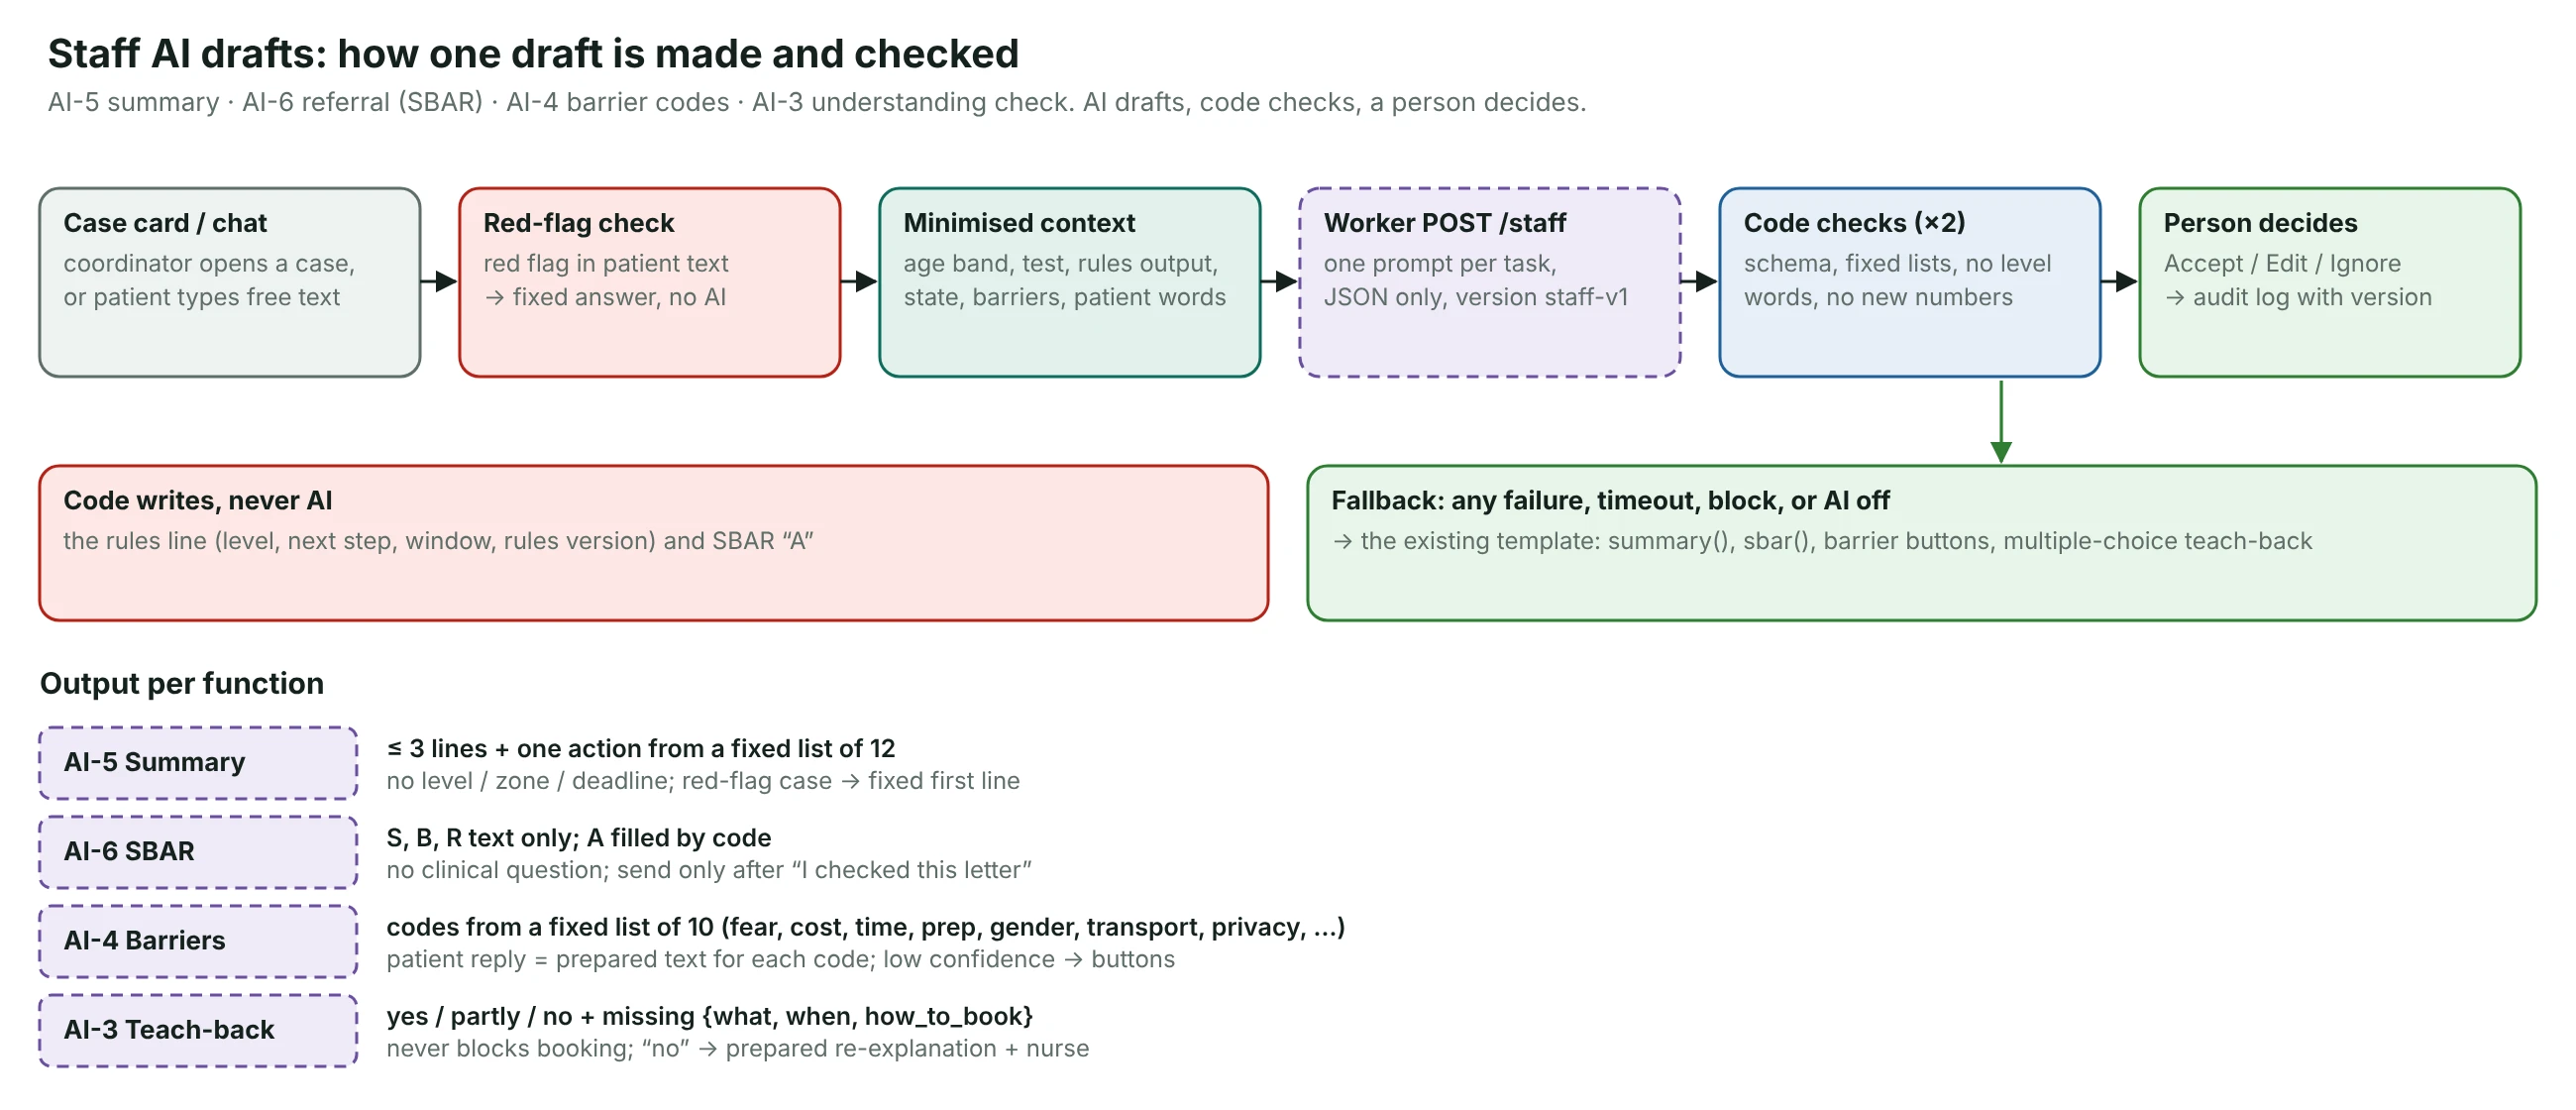 Staff AI drafts: how one draft is made and checked
AI-5 summary · AI-6 referral (SBAR) · AI-4 barrier codes · AI-3 understanding check. AI drafts, code checks, a person decides.
Case card / chat
coordinator opens a case,
or patient types free text
Red-flag check
red flag in patient text
→ fixed answer, no AI
Minimised context
age band, test, rules output,
state, barriers, patient words
Worker POST /staff
one prompt per task,
JSON only, version staff-v1
Code checks (×2)
schema, fixed lists, no level
words, no new numbers
Person decides
Accept / Edit / Ignore
→ audit log with version
Code writes, never AI
the rules line (level, next step, window, rules version) and SBAR “A”
Fallback: any failure, timeout, block, or AI off
→ the existing template: summary(), sbar(), barrier buttons, multiple-choice teach-back
Output per function
AI-5 Summary
≤ 3 lines + one action from a fixed list of 12
no level / zone / deadline; red-flag case → fixed first line
AI-6 SBAR
S, B, R text only; A filled by code
no clinical question; send only after “I checked this letter”
AI-4 Barriers
codes from a fixed list of 10 (fear, cost, time, prep, gender, transport, privacy, …)
patient reply = prepared text for each code; low confidence → buttons
AI-3 Teach-back
yes / partly / no + missing {what, when, how_to_book}
never blocks booking; “no” → prepared re-explanation + nurse